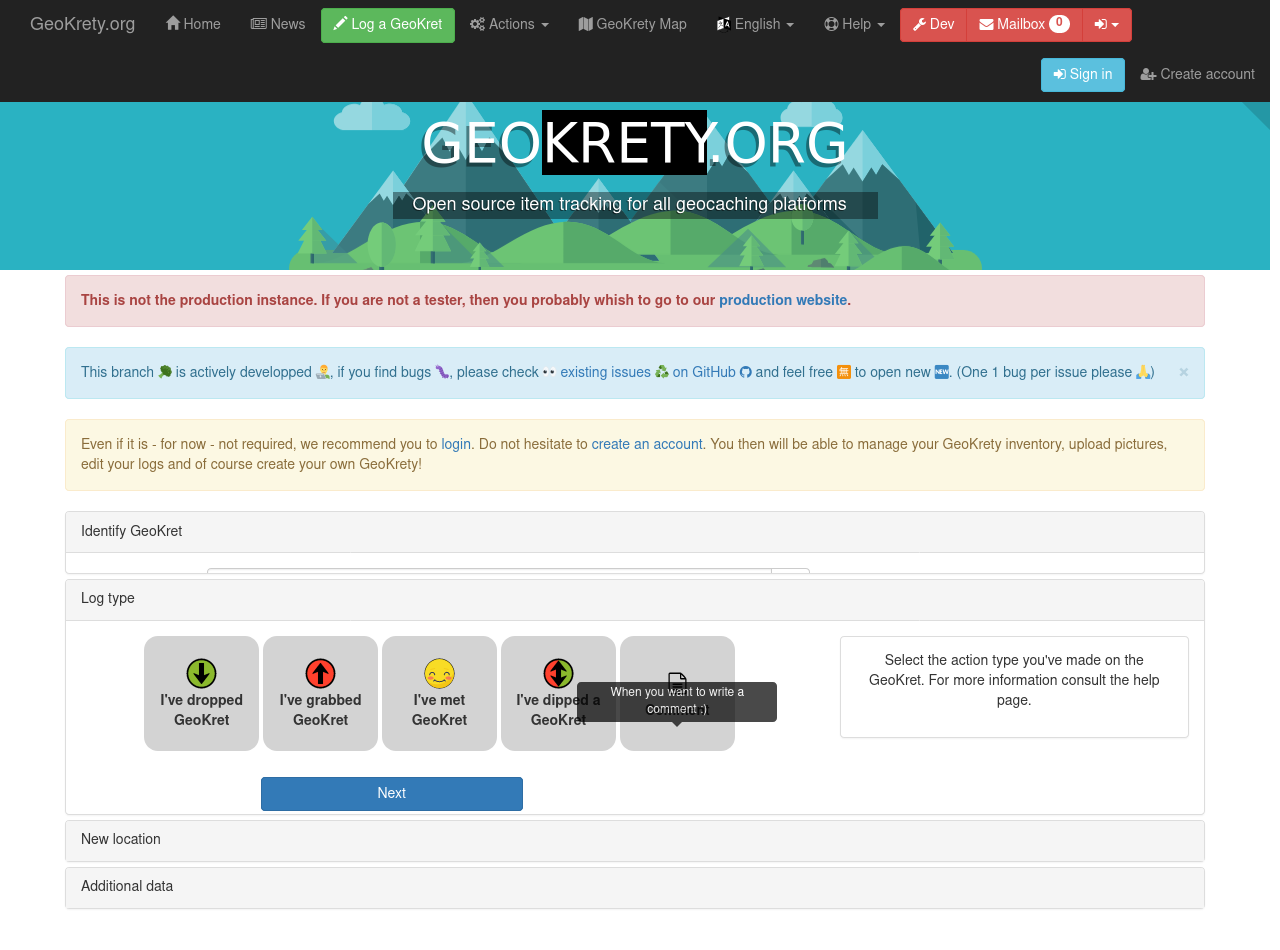 GeoKrety.org Home News Log a GeoKret Actions GeoKrety Map English Help Dev Mailbox 0
Sign in Create account
GEOKRETY.ORG
Open source item tracking for all geocaching platforms
This is not the production instance. If you are not a tester, then you probably whish to go to our production website.
This branch 🌳 is actively developped, if you find bugs 🐛, please check 👀 existing issues ♻ on GitHub and feel free 🈚 to open new 🆕. (One 1 bug per issue please 🙏) ×
Even if it is - for now - not required, we recommend you to login. Do not hesitate to create an account. You then will be able to manage your GeoKrety inventory, upload pictures,
edit your logs and of course create your own GeoKrety!
Identify GeoKret
Log type
I've dropped GeoKret
I've grabbed GeoKret
I've met GeoKret
I've dipped a GeoKret
When you want to write a
comment ;)
Select the action type you've made on the
GeoKret. For more information consult the help
page.
Next
New location
Additional data